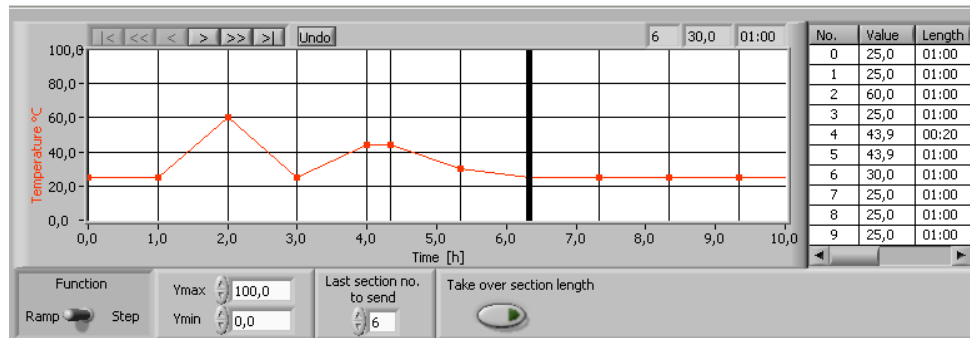 |< << < > >> >| Undo 6 30,0 01:00
No. Value Length
0 25,0 01:00
1 25,0 01:00
2 60,0 01:00
3 25,0 01:00
4 43,9 00:20
5 43,9 01:00
6 30,0 01:00
7 25,0 01:00
8 25,0 01:00
9 25,0 01:00
Temperature °C
100,0
80,0
60,0
40,0
20,0
0,0
0,0 1,0 2,0 3,0 4,0 5,0 6,0 7,0 8,0 9,0 10,0
Time [h]
Function
Ramp Step
Ymax 100,0
Ymin 0,0
Last section no.
to send
6
Take over section length